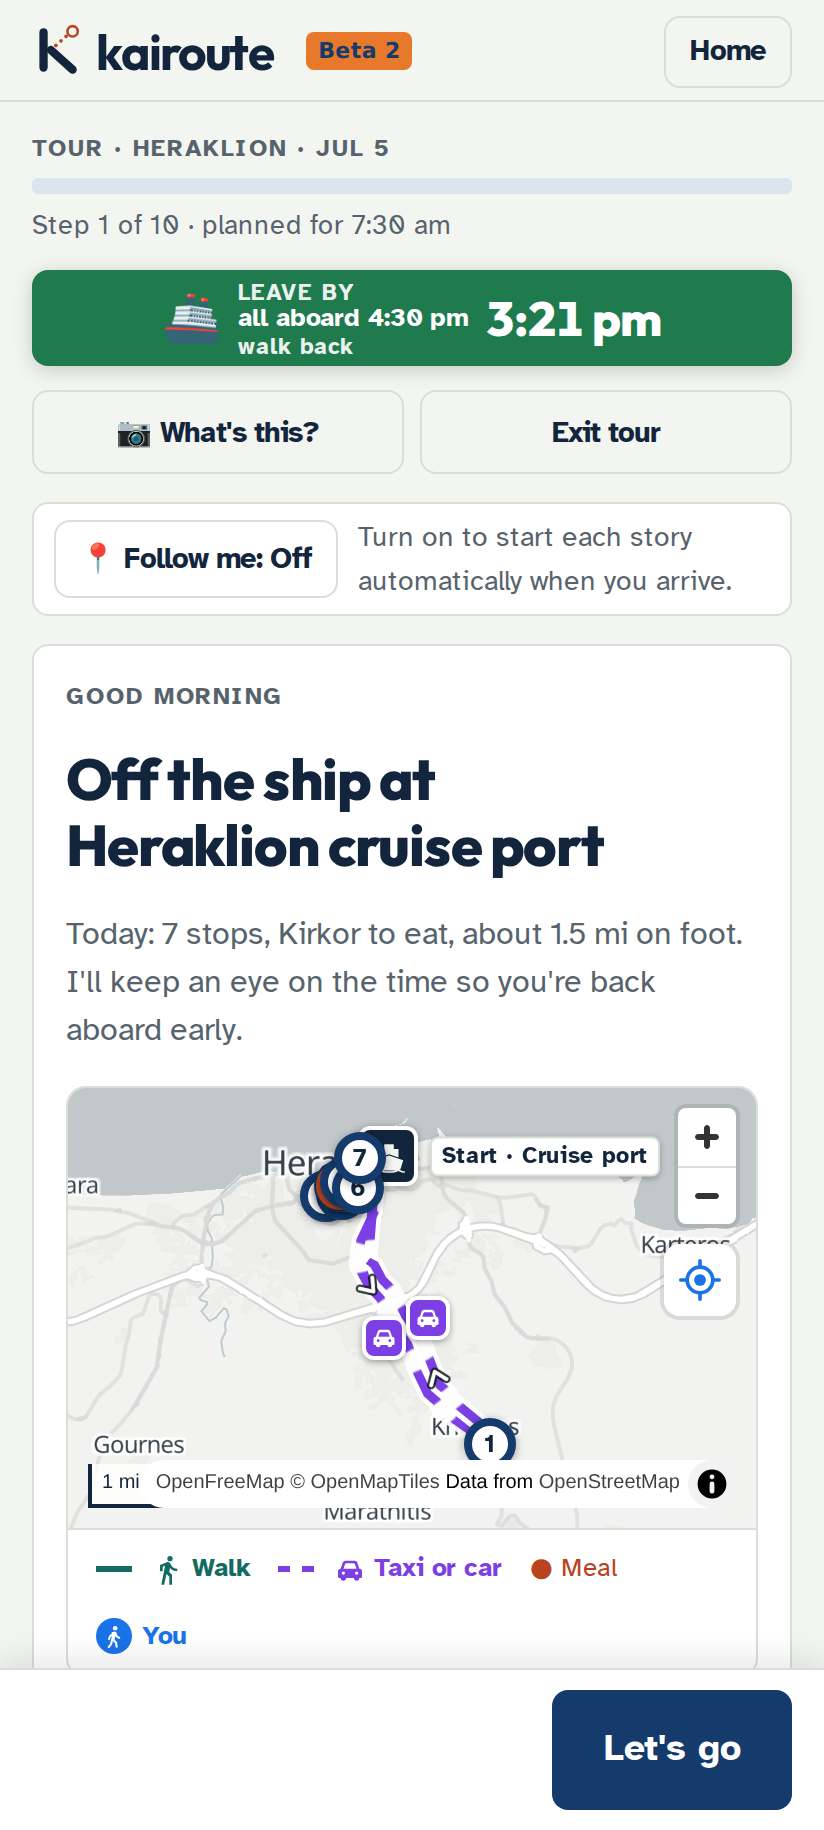 kairoute
Beta 2
Home
TOUR · HERAKLION · JUL 5
Step 1 of 10 · planned for 7:30 am
LEAVE BY
all aboard 4:30 pm
walk back
3:21 pm
What's this?
Exit tour
Follow me: Off
Turn on to start each story
automatically when you arrive.
GOOD MORNING
Off the ship at
Heraklion cruise port
Today: 7 stops, Kirkor to eat, about 1.5 mi on foot.
I'll keep an eye on the time so you're back
aboard early.
7
6
Start · Cruise port
ara
1
Gournes
1 mi
OpenFreeMap © OpenMapTiles Data from OpenStreetMap
Marathitis
Walk
Taxi or car
Meal
You
Let's go